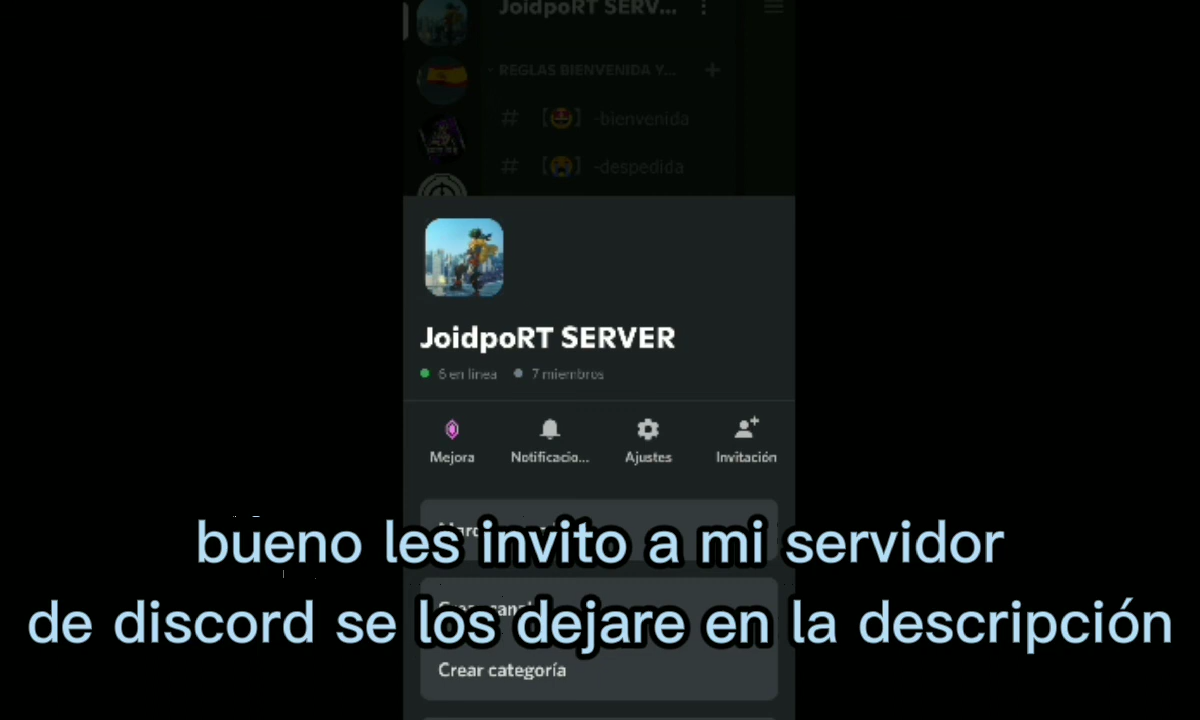 JoidpoRT SERV...
REGLAS BIENVENIDA Y...
# 【🤩】-bienvenida
# 【😭】-despedida
JoidpoRT SERVER
6 en línea 7 miembros
Mejora Notificacio... Ajustes Invitación
bueno les invito a mi servidor
de discord se los dejare en la descripción
Crear categoría